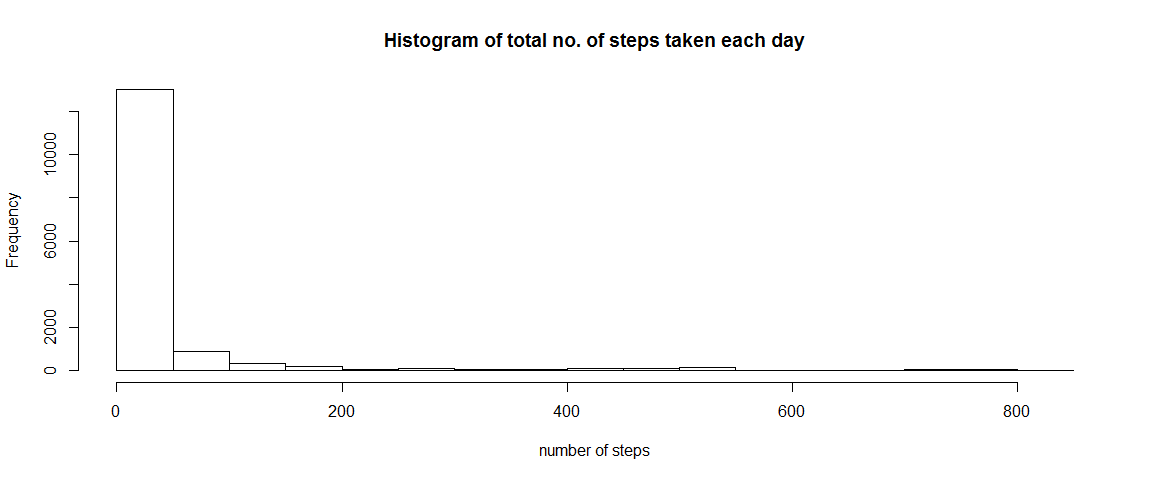 Histogram of total no. of steps taken each day
Frequency
10000
6000
2000
0
0 200 400 600 800
number of steps